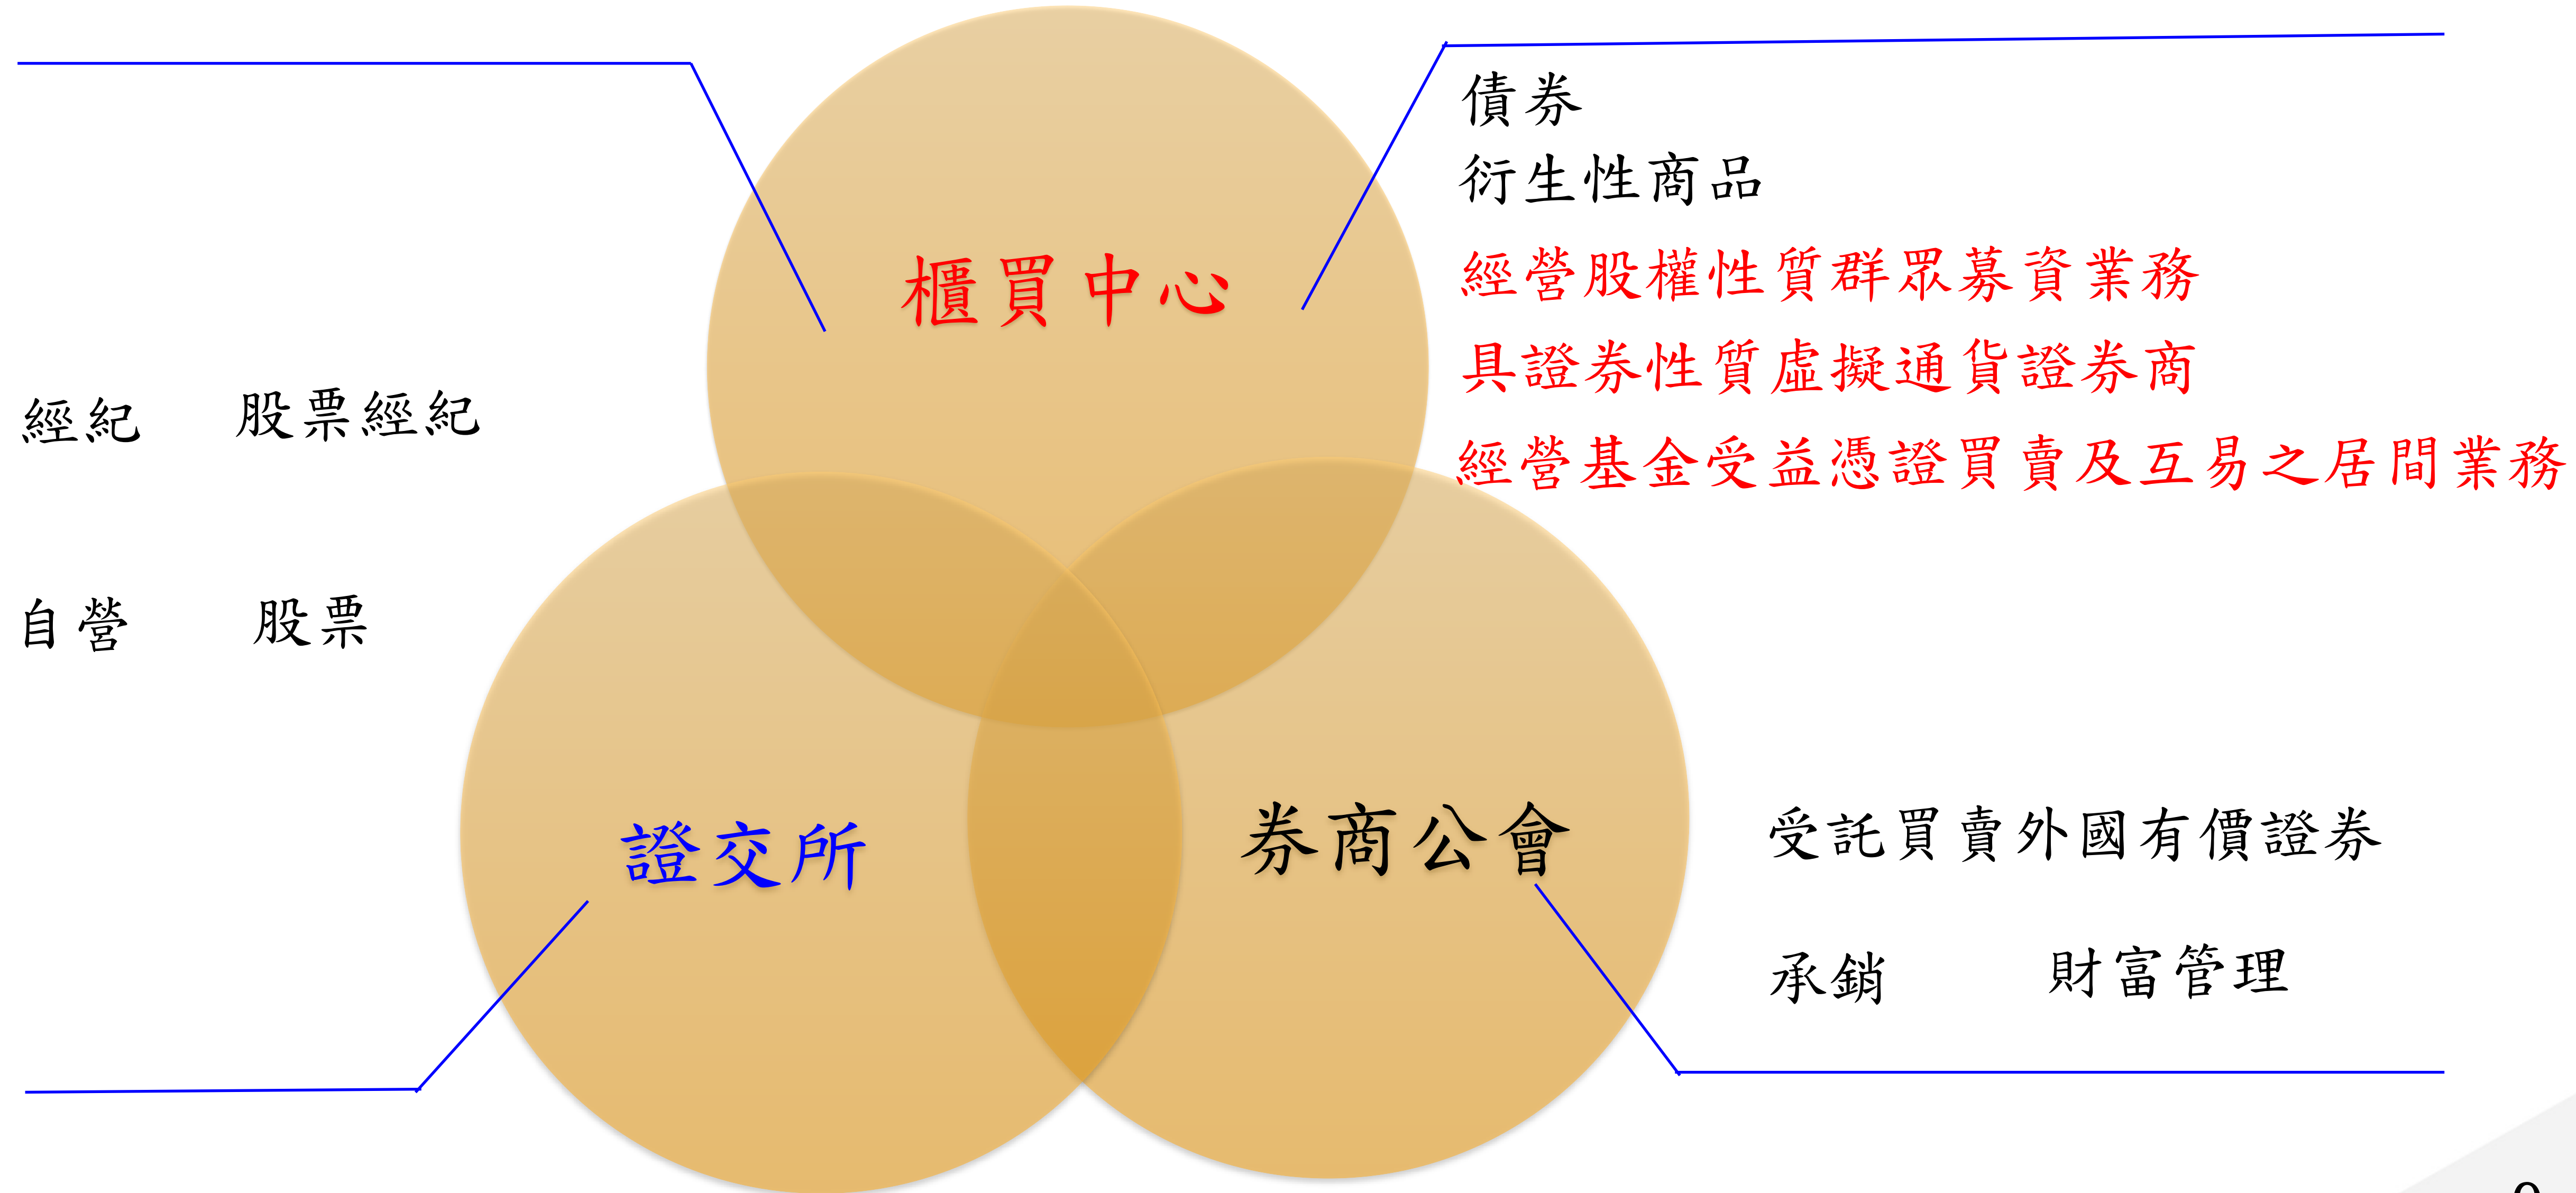 債券
衍生性商品
櫃買中心
經營股權性質群眾募資業務
具證券性質虛擬通貨證券商
經營基金受益憑證買賣及互易之居間業務
經紀 股票經紀
自營 股票
證交所
券商公會
受託買賣外國有價證券
承銷 財富管理